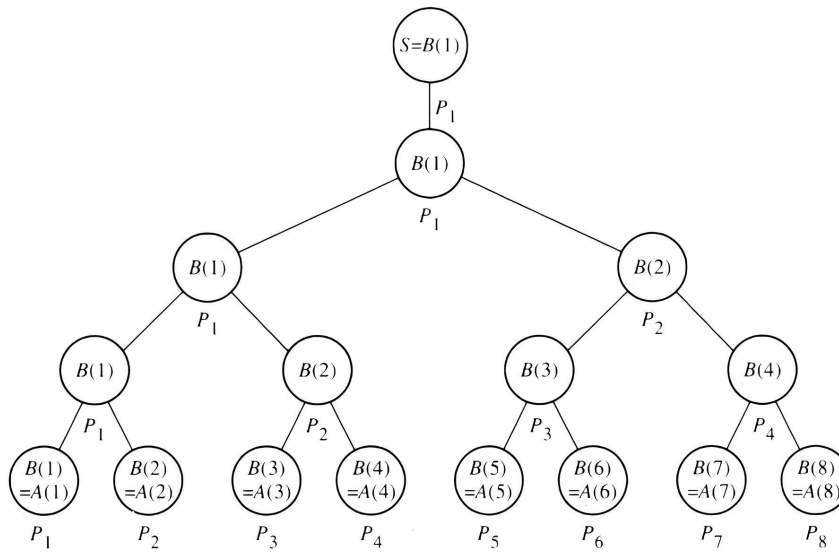 S=B(1)
P₁
B(1)
P₁
B(1)
B(2)
P₁
P₂
B(1)
B(2)
B(3)
B(4)
P₁
P₂
P₃
P₄
B(1)
=A(1)
B(2)
=A(2)
B(3)
=A(3)
B(4)
=A(4)
B(5)
=A(5)
B(6)
=A(6)
B(7)
=A(7)
B(8)
=A(8)
P₁
P₂
P₃
P₄
P₅
P₆
P₇
P₈